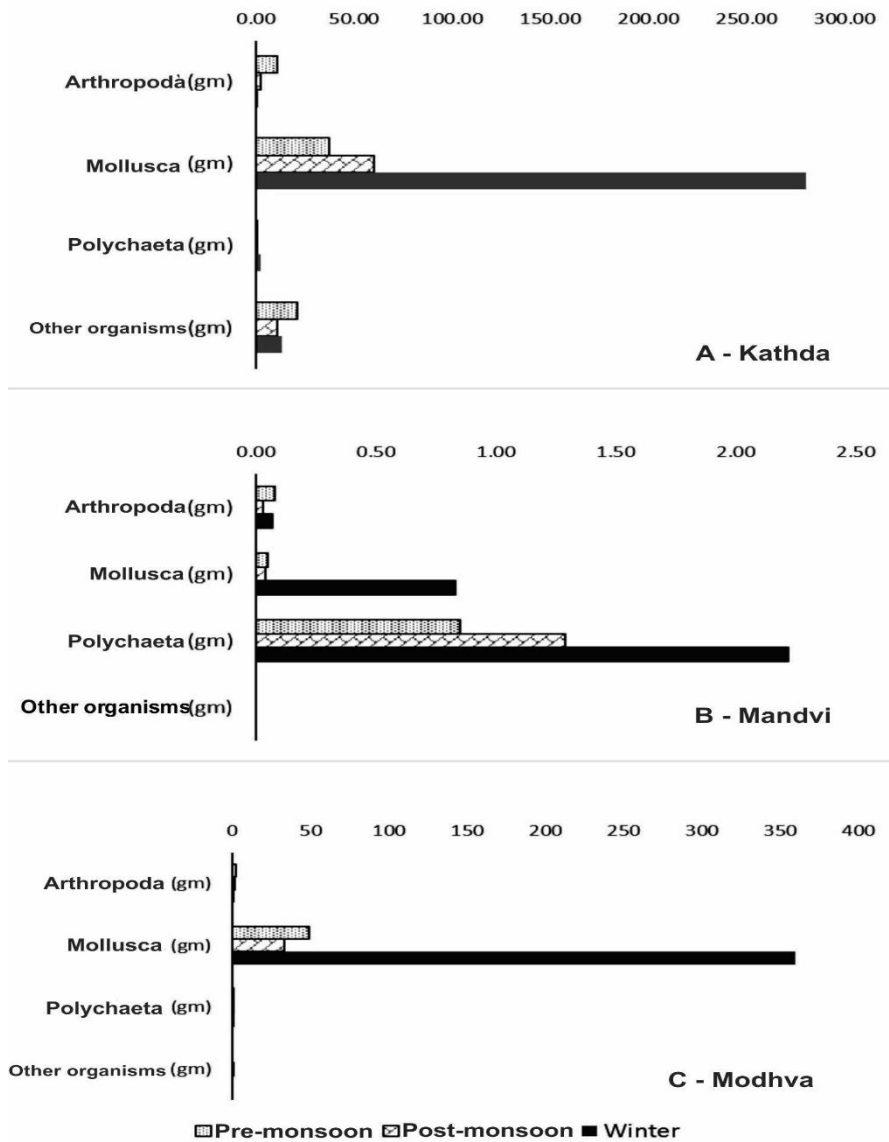 0.00 50.00 100.00 150.00 200.00 250.00 300.00
Arthropodà (gm)
Mollusca (gm)
Polychaeta (gm)
Other organisms (gm)
A - Kathda
0.00 0.50 1.00 1.50 2.00 2.50
Arthropoda (gm)
Mollusca (gm)
Polychaeta (gm)
Other organisms (gm)
B - Mandvi
0 50 100 150 200 250 300 350 400
Arthropoda (gm)
Mollusca (gm)
Polychaeta (gm)
Other organisms (gm)
C - Modhva
Pre-monsoon Post-monsoon Winter